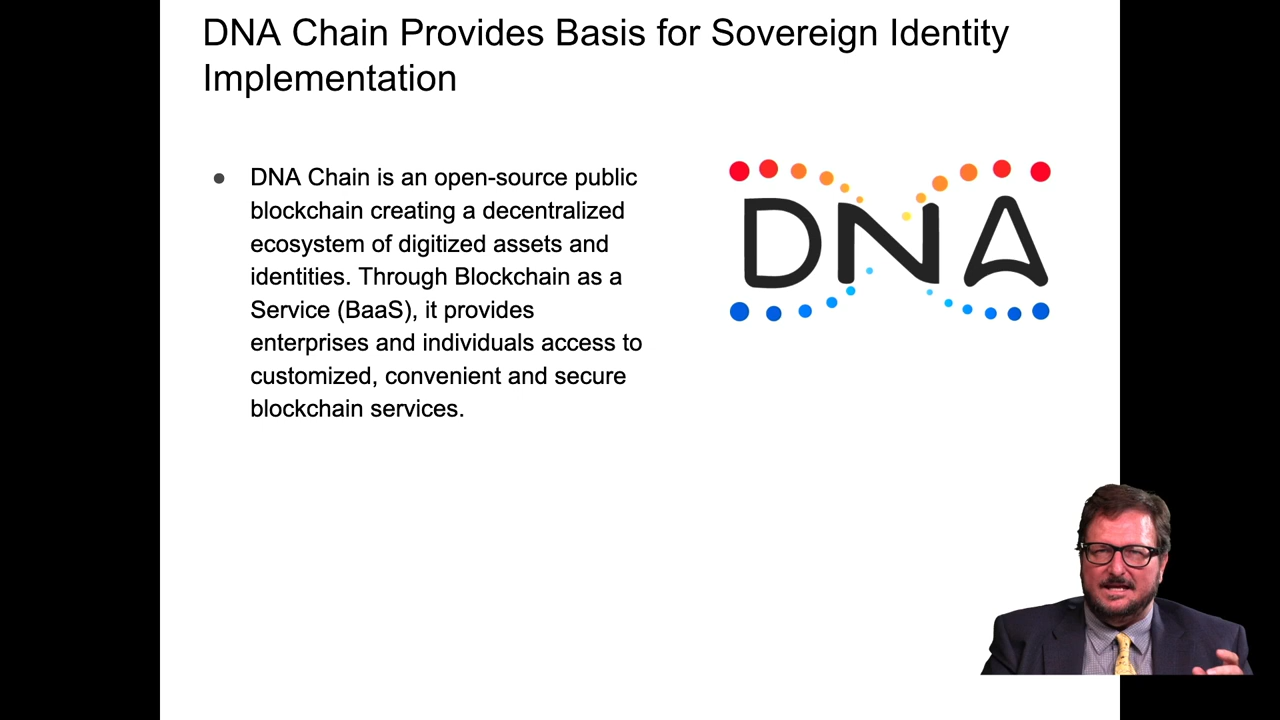 DNA Chain Provides Basis for Sovereign Identity
Implementation
● DNA Chain is an open-source public
blockchain creating a decentralized
ecosystem of digitized assets and
identities. Through Blockchain as a
Service (BaaS), it provides
enterprises and individuals access to
customized, convenient and secure
blockchain services.
DNA